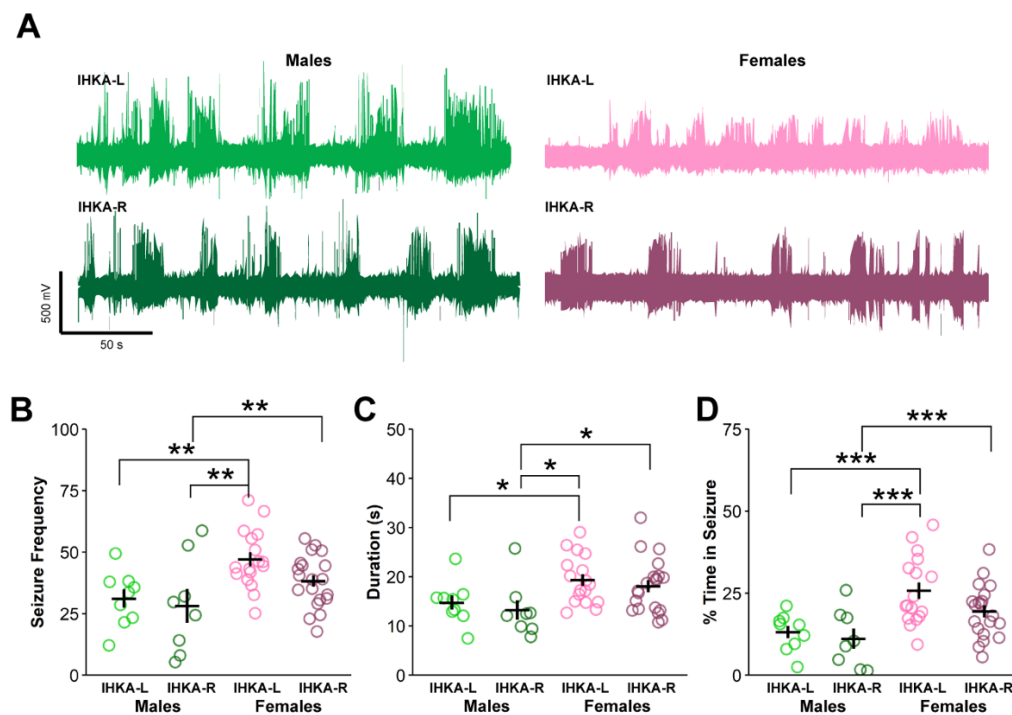 A
Males
Females
IHKA-L
IHKA-L
IHKA-R
IHKA-R
500 mV
50 s
B
C
D
**
**
**
Seizure Frequency
100
75
50
25
0
IHKA-L IHKA-R IHKA-L IHKA-R
Males Females
*
*
*
Duration (s)
50
40
30
20
10
0
IHKA-L IHKA-R IHKA-L IHKA-R
Males Females
***
***
***
% Time in Seizure
75
50
25
0
IHKA-L IHKA-R IHKA-L IHKA-R
Males Females